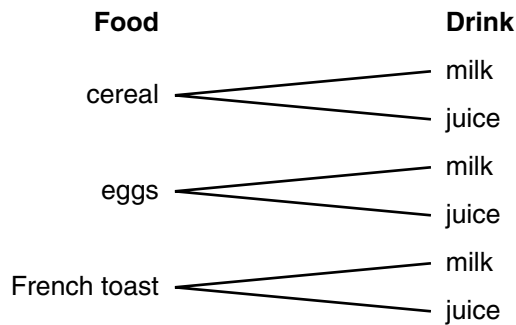 Food Drink
milk
cereal
juice
milk
eggs
juice
milk
French toast
juice